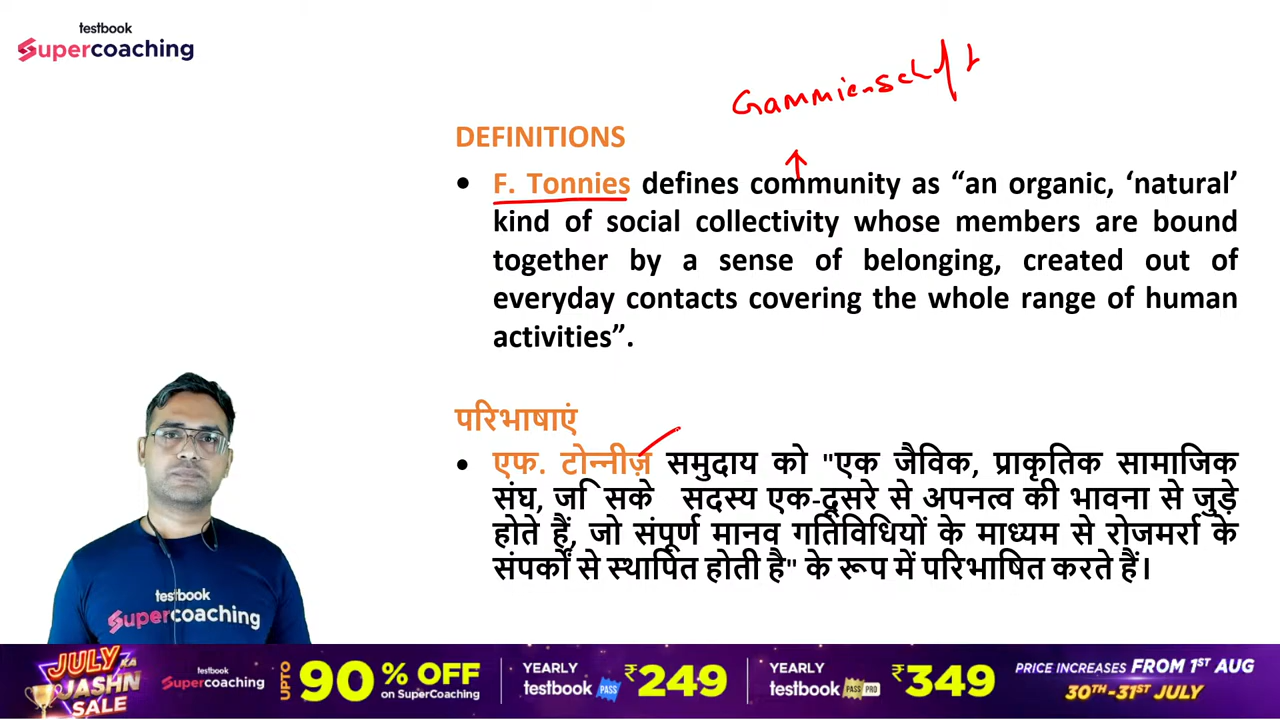 testbook
Supercoaching
Gammienschft
DEFINITIONS
• F. Tonnies defines community as “an organic, ‘natural’
kind of social collectivity whose members are bound
together by a sense of belonging, created out of
everyday contacts covering the whole range of human
activities”.
परिभाषाएं
• एफ. टोन्नीज़ समुदाय को "एक जैविक, प्राकृतिक सामाजिक
संघ, जिसके सदस्य एक-दूसरे से अपनत्व की भावना से जुड़े
होते हैं, जो संपूर्ण मानव गतिविधियों के माध्यम से रोजमर्रा के
संपर्कों से स्थापित होती है" के रूप में परिभाषित करते हैं।
testbook
Supercoaching
JULY KA JASHN SALE
testbook Supercoaching
UPTO 90% OFF on SuperCoaching
YEARLY testbook PASS ₹249
YEARLY testbook PASS PRO ₹349
PRICE INCREASES FROM 1ST AUG
30TH-31ST JULY